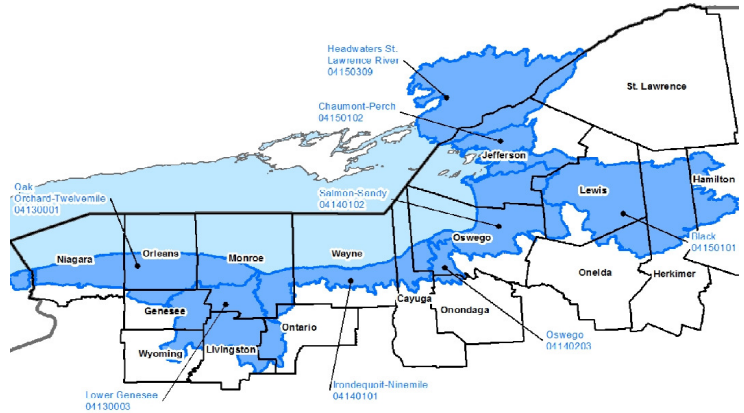 Headwaters St.
Lawrence River
04150309
St. Lawrence
Chaumont-Perch
04150102
Jefferson
Oak
Orchard-Twelvemile
04130001
Salmon-Sandy
04140102
Lewis
Hamilton
Black
04150101
Niagara
Orleans
Monroe
Wayne
Oswego
Oneida
Herkimer
Genesee
Ontario
Cayuga
Onondaga
Wyoming
Livingston
Oswego
04140203
Lower Genesee
04130003
Irondequoit-Ninemile
04140101